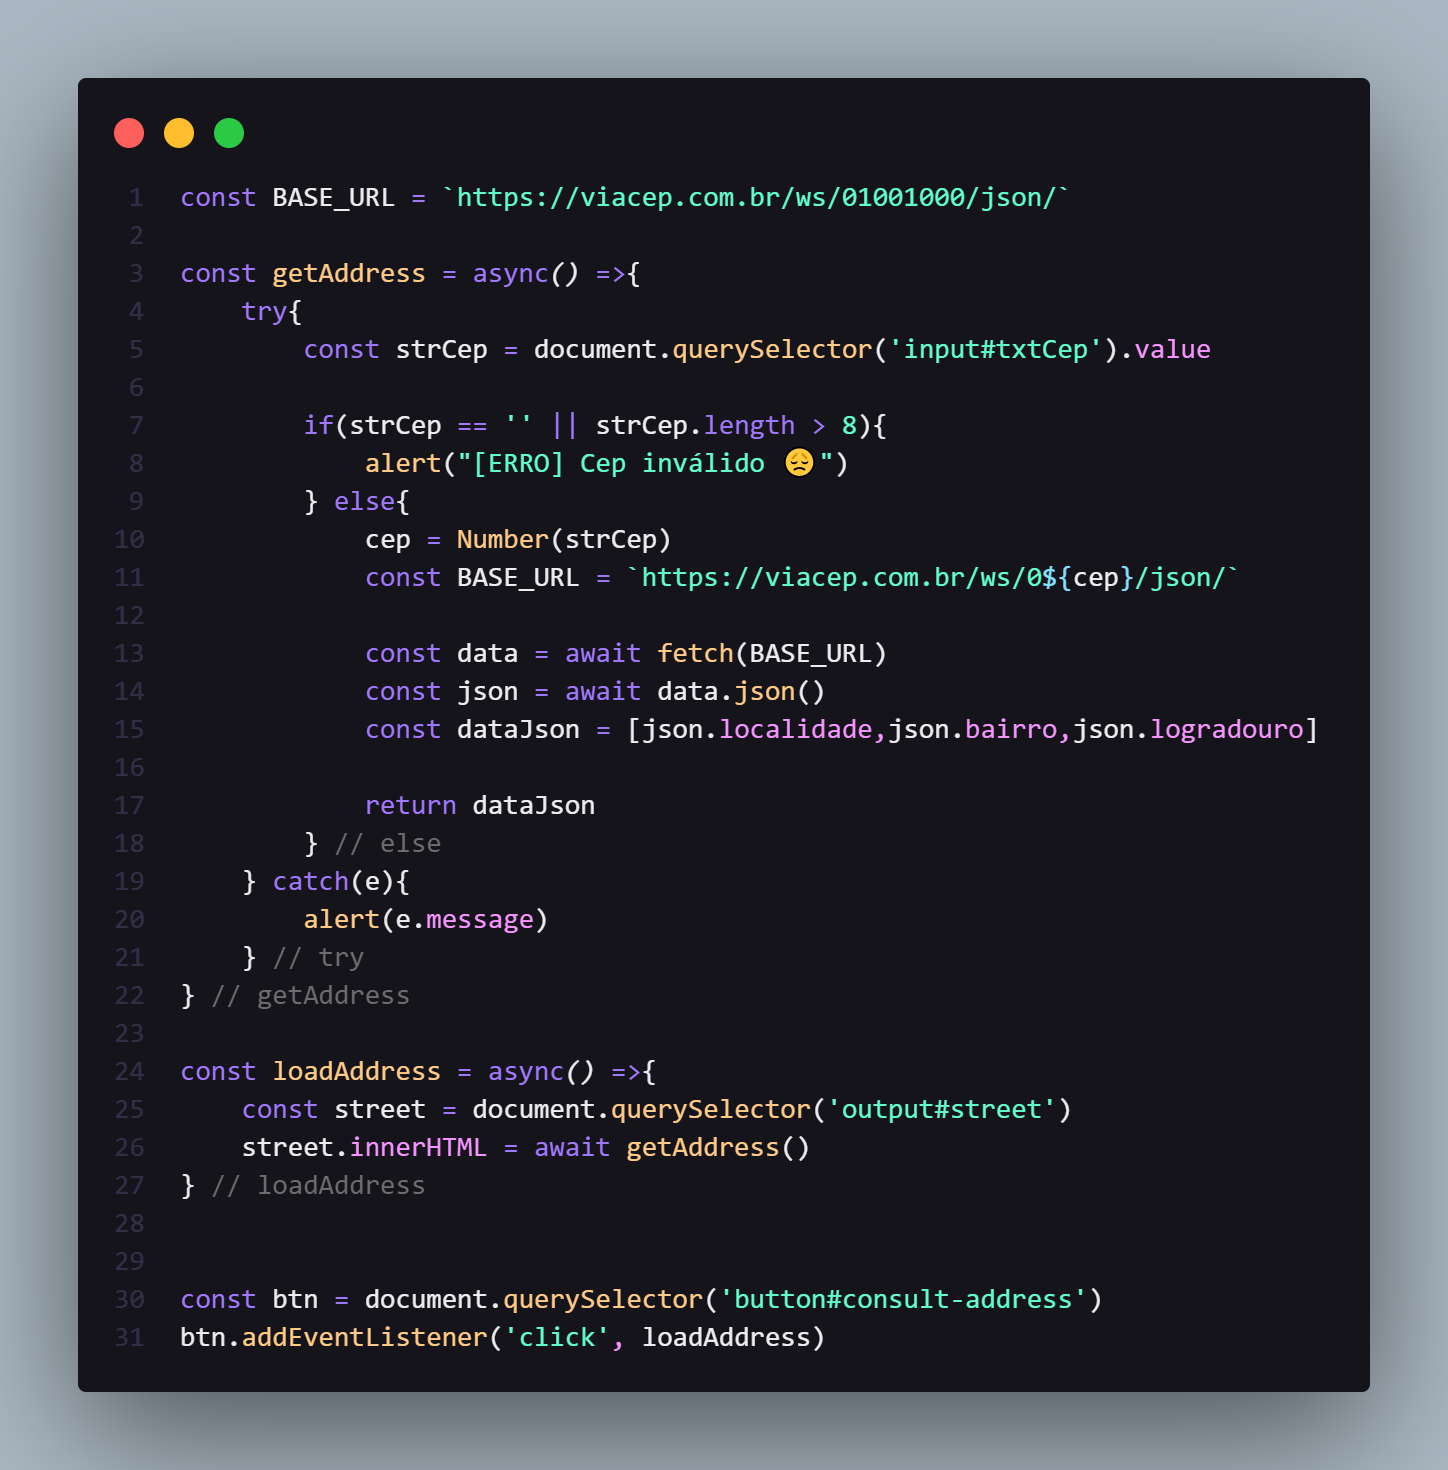 1 const BASE_URL = `https://viacep.com.br/ws/01001000/json/`
2
3 const getAddress = async() =>{
4     try{
5         const strCep = document.querySelector('input#txtCep').value
6
7         if(strCep == '' || strCep.length > 8){
8             alert("[ERRO] Cep inválido 😞")
9         } else{
10             cep = Number(strCep)
11             const BASE_URL = `https://viacep.com.br/ws/0${cep}/json/`
12
13             const data = await fetch(BASE_URL)
14             const json = await data.json()
15             const dataJson = [json.localidade,json.bairro,json.logradouro]
16
17             return dataJson
18         } // else
19     } catch(e){
20         alert(e.message)
21     } // try
22 } // getAddress
23
24 const loadAddress = async() =>{
25     const street = document.querySelector('output#street')
26     street.innerHTML = await getAddress()
27 } // loadAddress
28
29
30 const btn = document.querySelector('button#consult-address')
31 btn.addEventListener('click', loadAddress)